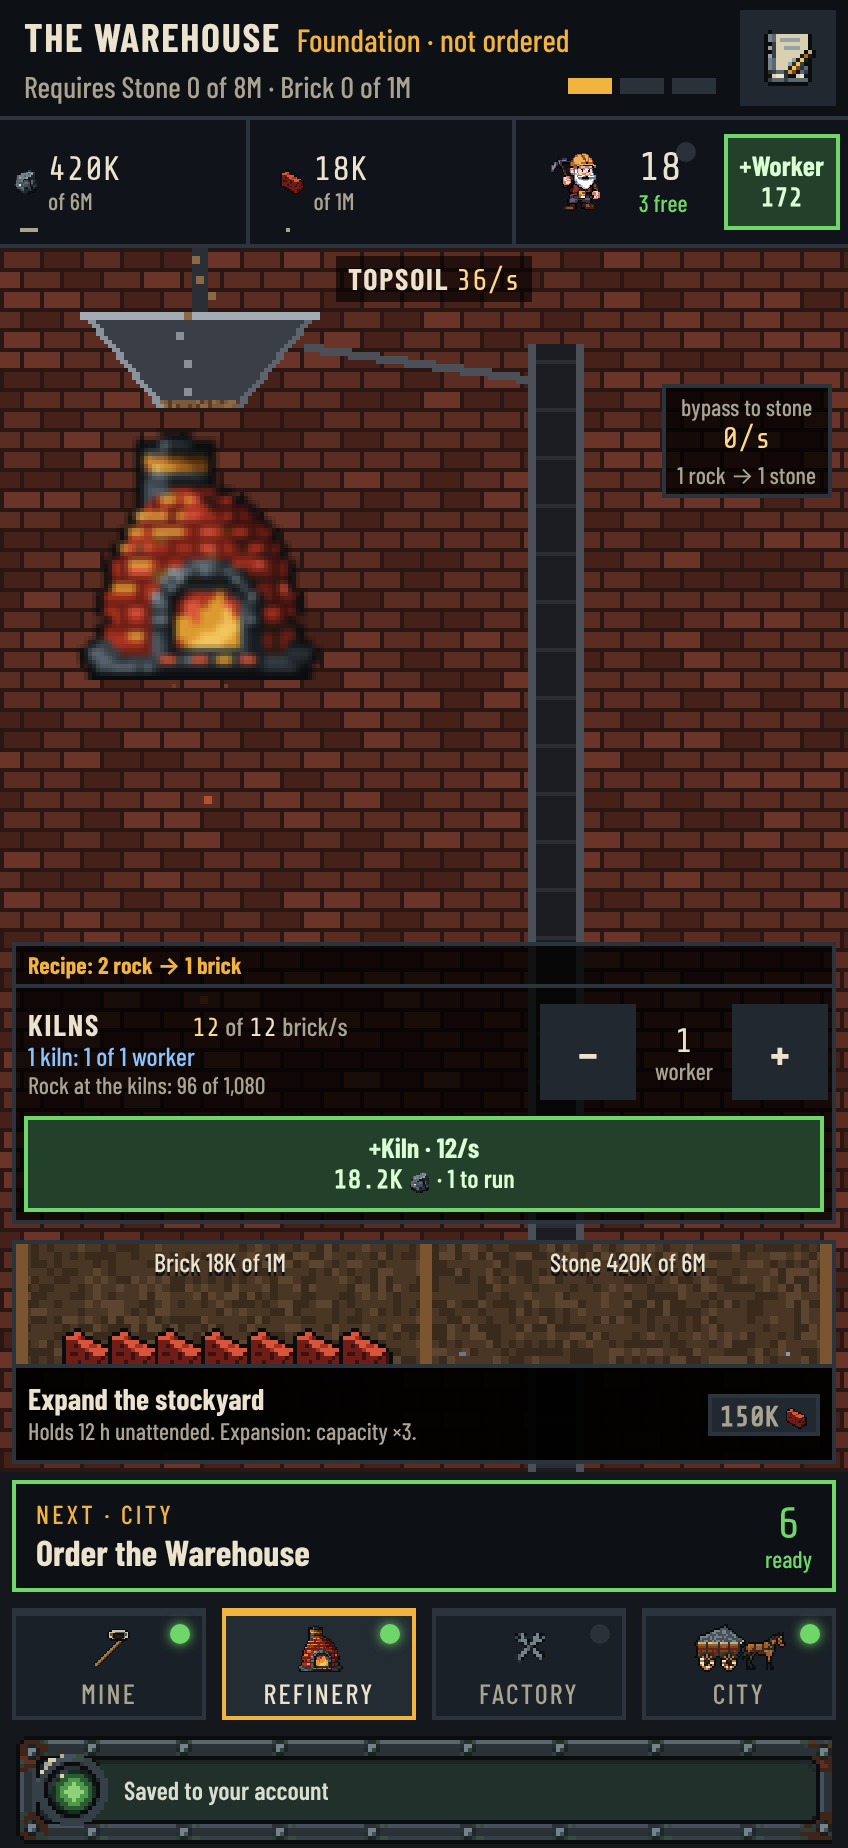 THE WAREHOUSE Foundation · not ordered
Requires Stone 0 of 8M · Brick 0 of 1M
420K
of 6M
18K
of 1M
18
3 free
+Worker
172
TOPSOIL 36/s
bypass to stone
0/s
1 rock → 1 stone
Recipe: 2 rock → 1 brick
KILNS 12 of 12 brick/s
1 kiln: 1 of 1 worker
Rock at the kilns: 96 of 1,080
−
1
worker
+
+Kiln · 12/s
18.2K · 1 to run
Brick 18K of 1M
Stone 420K of 6M
Expand the stockyard
Holds 12 h unattended. Expansion: capacity ×3.
150K
NEXT · CITY
Order the Warehouse
6
ready
MINE
REFINERY
FACTORY
CITY
Saved to your account